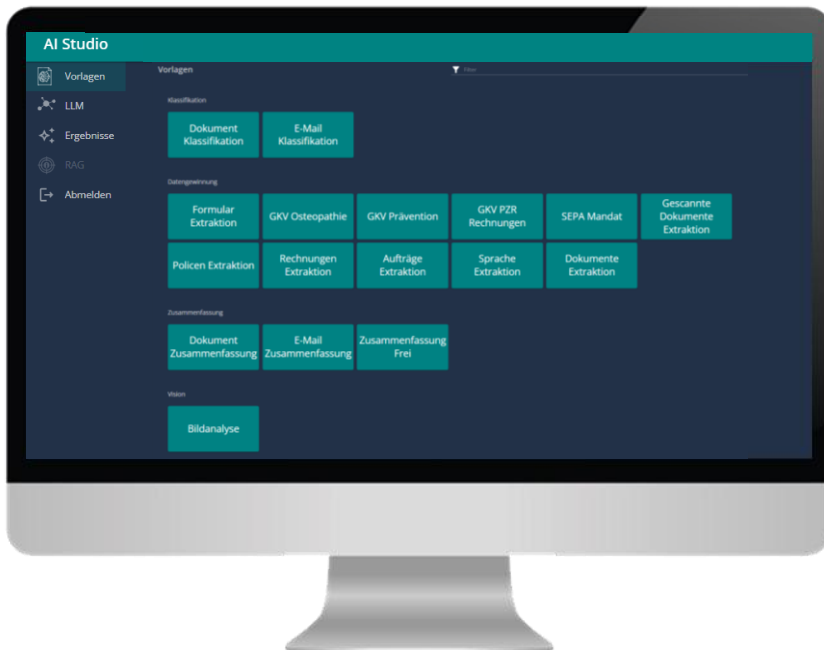 AI Studio
Vorlagen
LLM
Ergebnisse
RAG
Abmelden
Vorlagen
Filter
Klassifikation
Dokument
Klassifikation
E-Mail
Klassifikation
Datengewinnung
Formular
Extraktion
GKV Osteopathie
GKV Prävention
GKV PZR
Rechnungen
SEPA Mandat
Gescannte
Dokumente
Extraktion
Policen Extraktion
Rechnungen
Extraktion
Aufträge
Extraktion
Sprache
Extraktion
Dokumente
Extraktion
Zusammenfassung
Dokument
Zusammenfassung
E-Mail
Zusammenfassung
Zusammenfassung
Frei
Vision
Bildanalyse